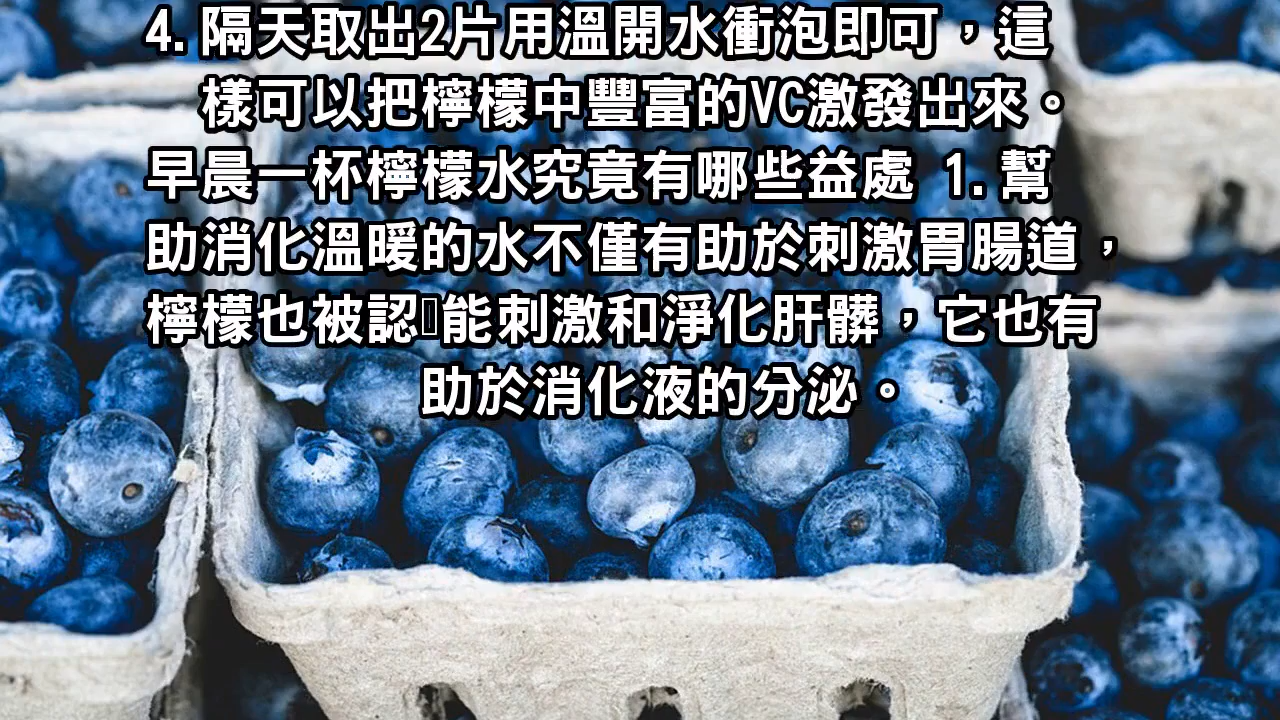 4.隔天取出2片用溫開水衝泡即可，這
樣可以把檸檬中豐富的VC激發出來。
早晨一杯檸檬水究竟有哪些益處 1.幫
助消化溫暖的水不僅有助於刺激胃腸道，
檸檬也被認能刺激和淨化肝髒，它也有
助於消化液的分泌。